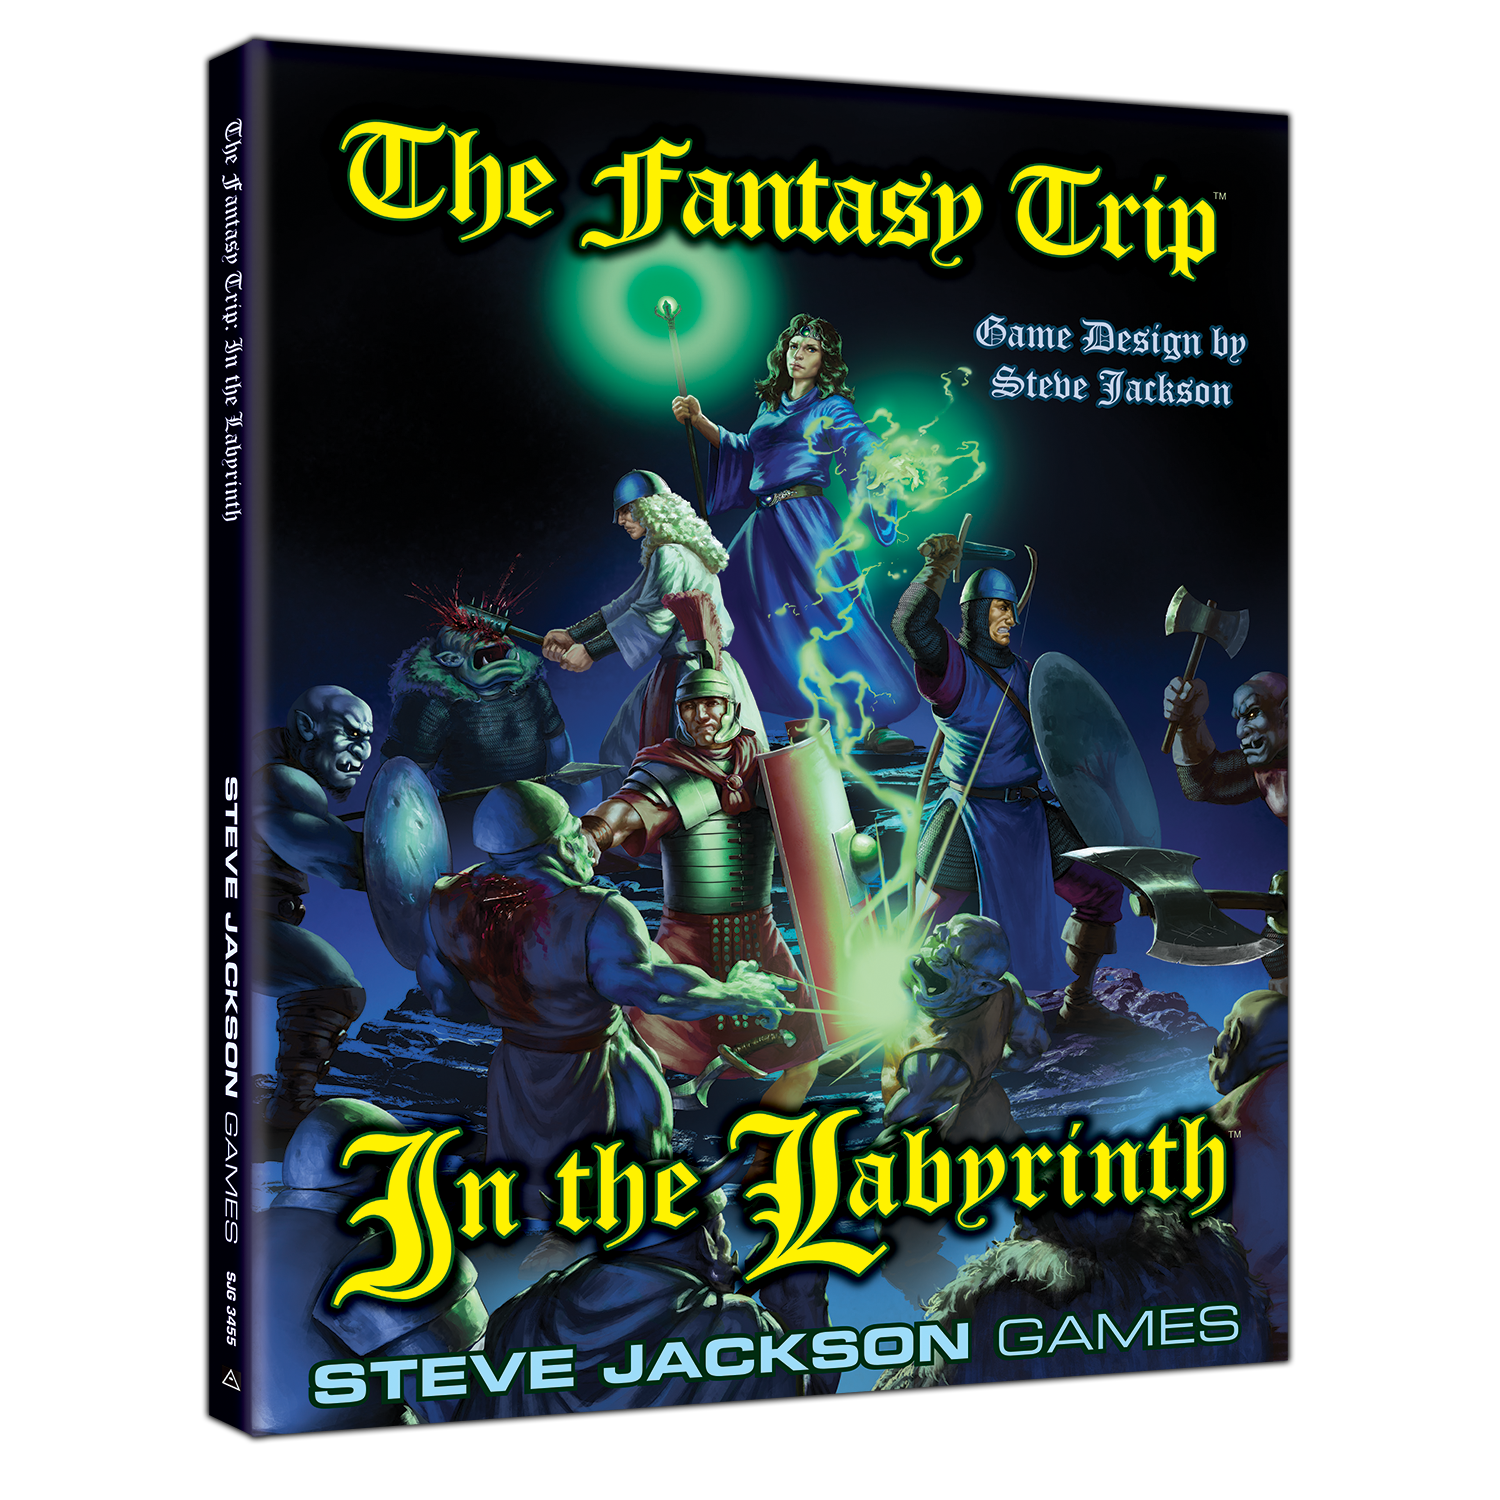 The Fantasy Trip: In the Labyrinth
STEVE JACKSON GAMES
SJG 3455
The Fantasy Trip™
Game Design by
Steve Jackson
In the Labyrinth™
STEVE JACKSON GAMES